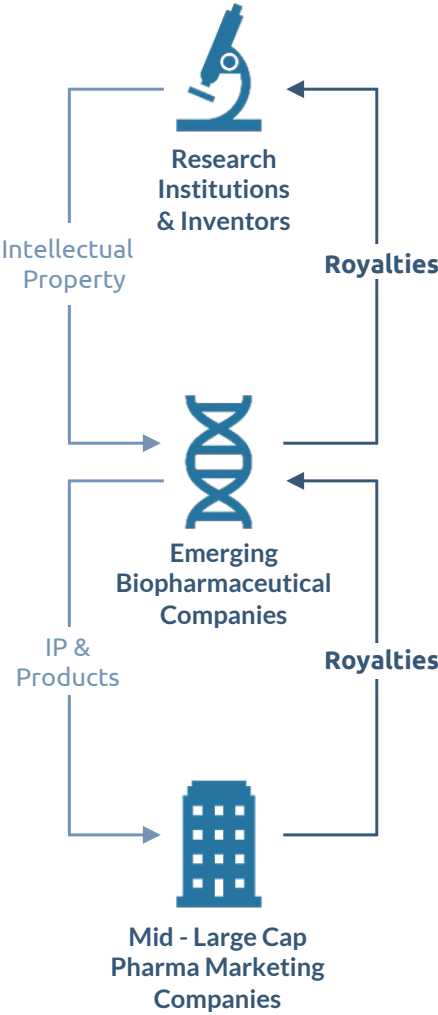 Research
Institutions
& Inventors
Intellectual
Property
Royalties
Emerging
Biopharmaceutical
Companies
IP &
Products
Royalties
Mid - Large Cap
Pharma Marketing
Companies